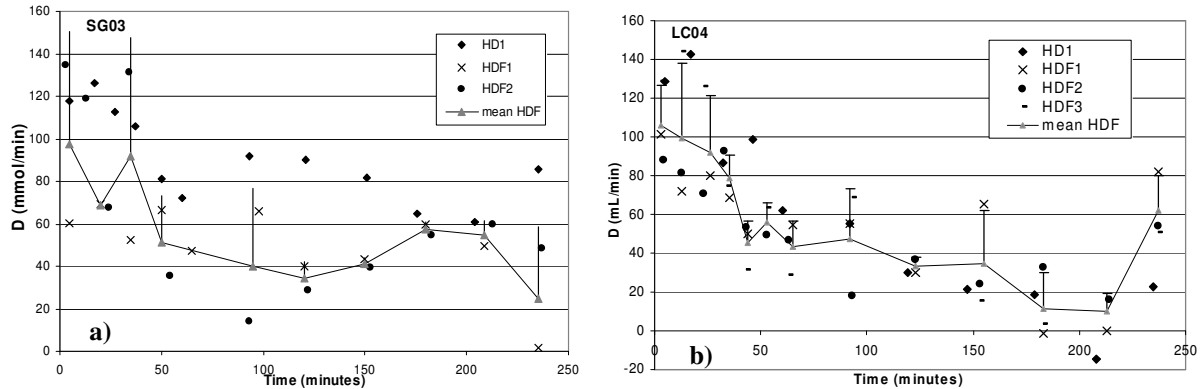 SG03
D (mmol/min)
160
140
120
100
80
60
40
20
0
0 50 100 150 200 250
Time (minutes)
HD1
HDF1
HDF2
mean HDF
a)
LC04
D (mL/min)
160
140
120
100
80
60
40
20
0
-20
0 50 100 150 200 250
Time (minutes)
HD1
HDF1
HDF2
HDF3
mean HDF
b)